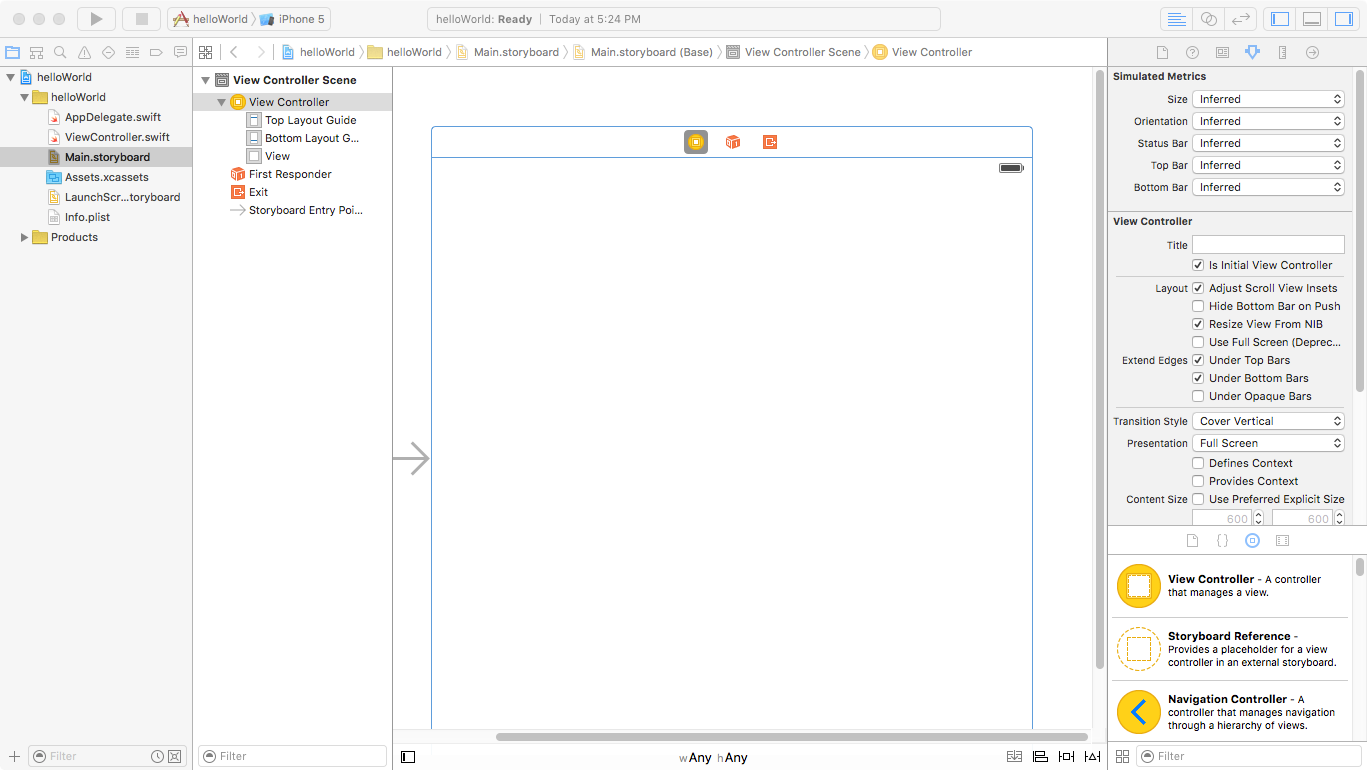 helloWorld
iPhone 5
helloWorld: Ready
Today at 5:24 PM
helloWorld
helloWorld
Main.storyboard
Main.storyboard (Base)
View Controller Scene
View Controller
helloWorld
helloWorld
AppDelegate.swift
ViewController.swift
Main.storyboard
Assets.xcassets
LaunchScr...toryboard
Info.plist
Products
Filter
View Controller Scene
View Controller
Top Layout Guide
Bottom Layout G...
View
First Responder
Exit
Storyboard Entry Poi...
Filter
wAny hAny
Simulated Metrics
Size Inferred
Orientation Inferred
Status Bar Inferred
Top Bar Inferred
Bottom Bar Inferred
View Controller
Title
Is Initial View Controller
Layout Adjust Scroll View Insets
Hide Bottom Bar on Push
Resize View From NIB
Use Full Screen (Deprec...
Extend Edges Under Top Bars
Under Bottom Bars
Under Opaque Bars
Transition Style Cover Vertical
Presentation Full Screen
Defines Context
Provides Context
Content Size Use Preferred Explicit Size
600 600
View Controller - A controller
that manages a view.
Storyboard Reference -
Provides a placeholder for a view
controller in an external storyboard.
Navigation Controller - A
controller that manages navigation
through a hierarchy of views.
Filter